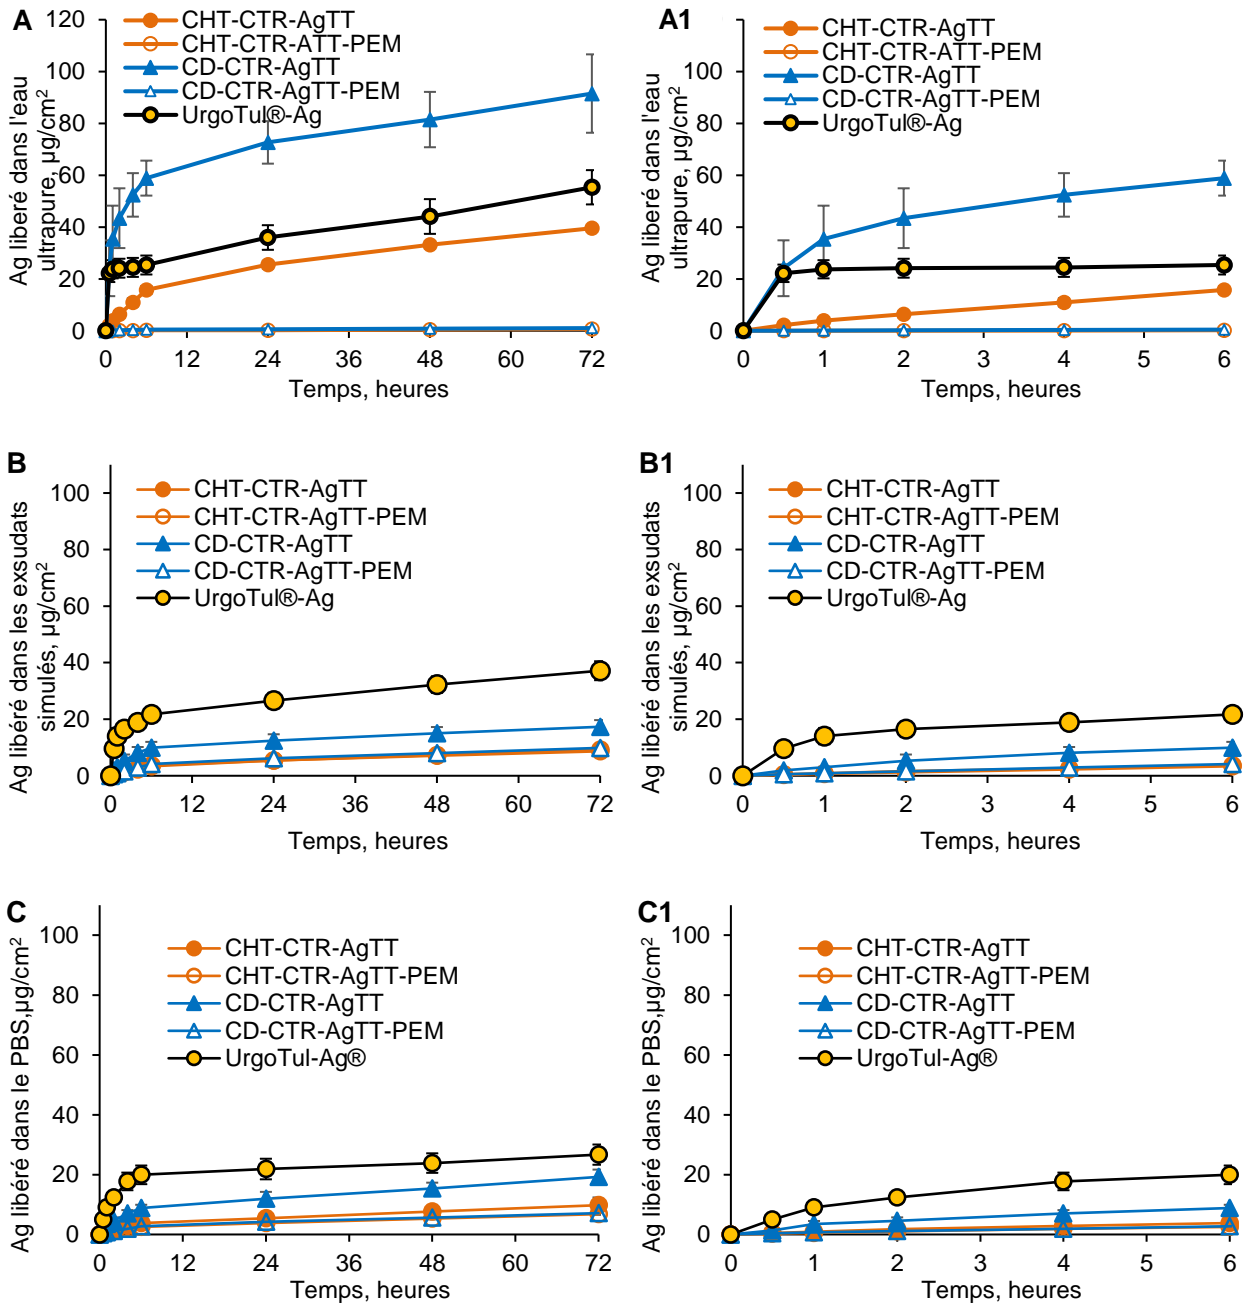 A
120
100
80
60
40
20
0
0
12
24
36
48
60
72
Ag liberé dans l'eau
ultrapure, µg/cm²
Temps, heures
CHT-CTR-AgTT
CHT-CTR-ATT-PEM
CD-CTR-AgTT
CD-CTR-AgTT-PEM
UrgoTul®-Ag
A1
120
100
80
60
40
20
0
0
1
2
3
4
5
6
Ag liberé dans l'eau
ultrapure, µg/cm²
Temps, heures
CHT-CTR-AgTT
CHT-CTR-ATT-PEM
CD-CTR-AgTT
CD-CTR-AgTT-PEM
UrgoTul®-Ag
B
100
80
60
40
20
0
0
12
24
36
48
60
72
Ag libéré dans les exsudats
simulés, µg/cm²
Temps, heures
CHT-CTR-AgTT
CHT-CTR-AgTT-PEM
CD-CTR-AgTT
CD-CTR-AgTT-PEM
UrgoTul®-Ag
B1
100
80
60
40
20
0
0
1
2
3
4
5
6
Ag libéré dans les exsudats
simulés, µg/cm²
Temps, heures
CHT-CTR-AgTT
CHT-CTR-AgTT-PEM
CD-CTR-AgTT
CD-CTR-AgTT-PEM
UrgoTul®-Ag
C
100
80
60
40
20
0
0
12
24
36
48
60
72
Ag libéré dans le PBS,µg/cm²
Temps, heures
CHT-CTR-AgTT
CHT-CTR-AgTT-PEM
CD-CTR-AgTT
CD-CTR-AgTT-PEM
UrgoTul-Ag®
C1
100
80
60
40
20
0
0
1
2
3
4
5
6
Ag libéré dans le PBS,µg/cm²
Temps, heures
CHT-CTR-AgTT
CHT-CTR-AgTT-PEM
CD-CTR-AgTT
CD-CTR-AgTT-PEM
UrgoTul-Ag®